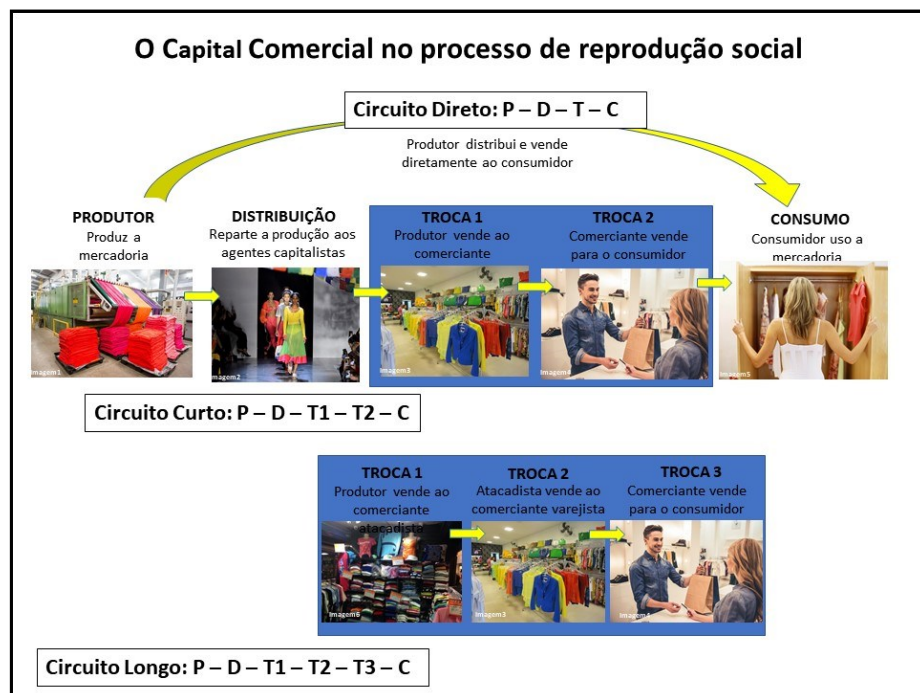 O Capital Comercial no processo de reprodução social
Circuito Direto: P – D – T – C
Produtor distribui e vende
diretamente ao consumidor
PRODUTOR
Produz a
mercadoria
DISTRIBUIÇÃO
Reparte a produção aos
agentes capitalistas
TROCA 1
Produtor vende ao
comerciante
TROCA 2
Comerciante vende
para o consumidor
CONSUMO
Consumidor uso a
mercadoria
Imagem1
Imagem2
Imagem3
Imagem4
Imagem5
Circuito Curto: P – D – T1 – T2 – C
TROCA 1
Produtor vende ao
comerciante
atacadista
TROCA 2
Atacadista vende ao
comerciante varejista
TROCA 3
Comerciante vende
para o consumidor
Imagem6
Imagem3
Imagem4
Circuito Longo: P – D – T1 – T2 – T3 – C